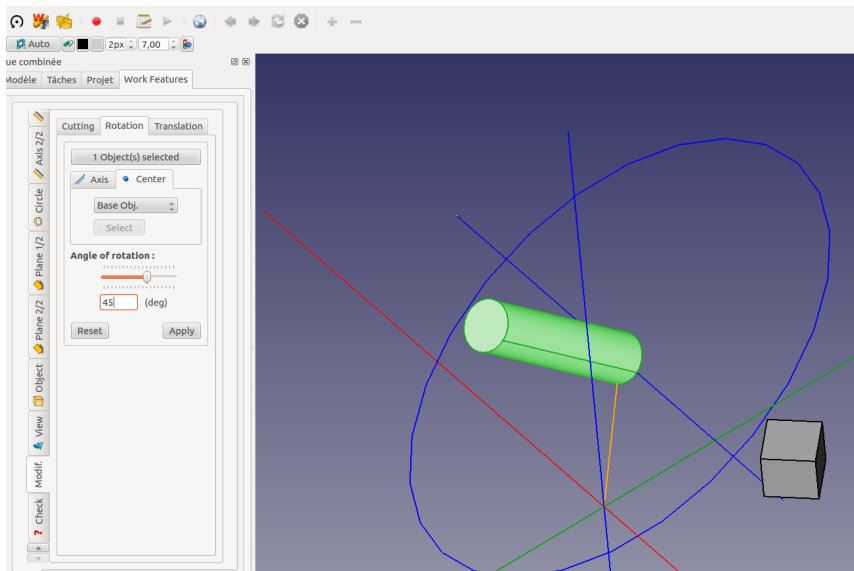 Auto
2px
7,00
ue combinée
Modèle Tâches Projet Work Features
Cutting Rotation Translation
1 Object(s) selected
Axis Center
Base Obj.
Select
Angle of rotation :
45 (deg)
Reset Apply
Axis 2/2
Circle
Plane 1/2
Plane 2/2
Object
View
Modif.
Check